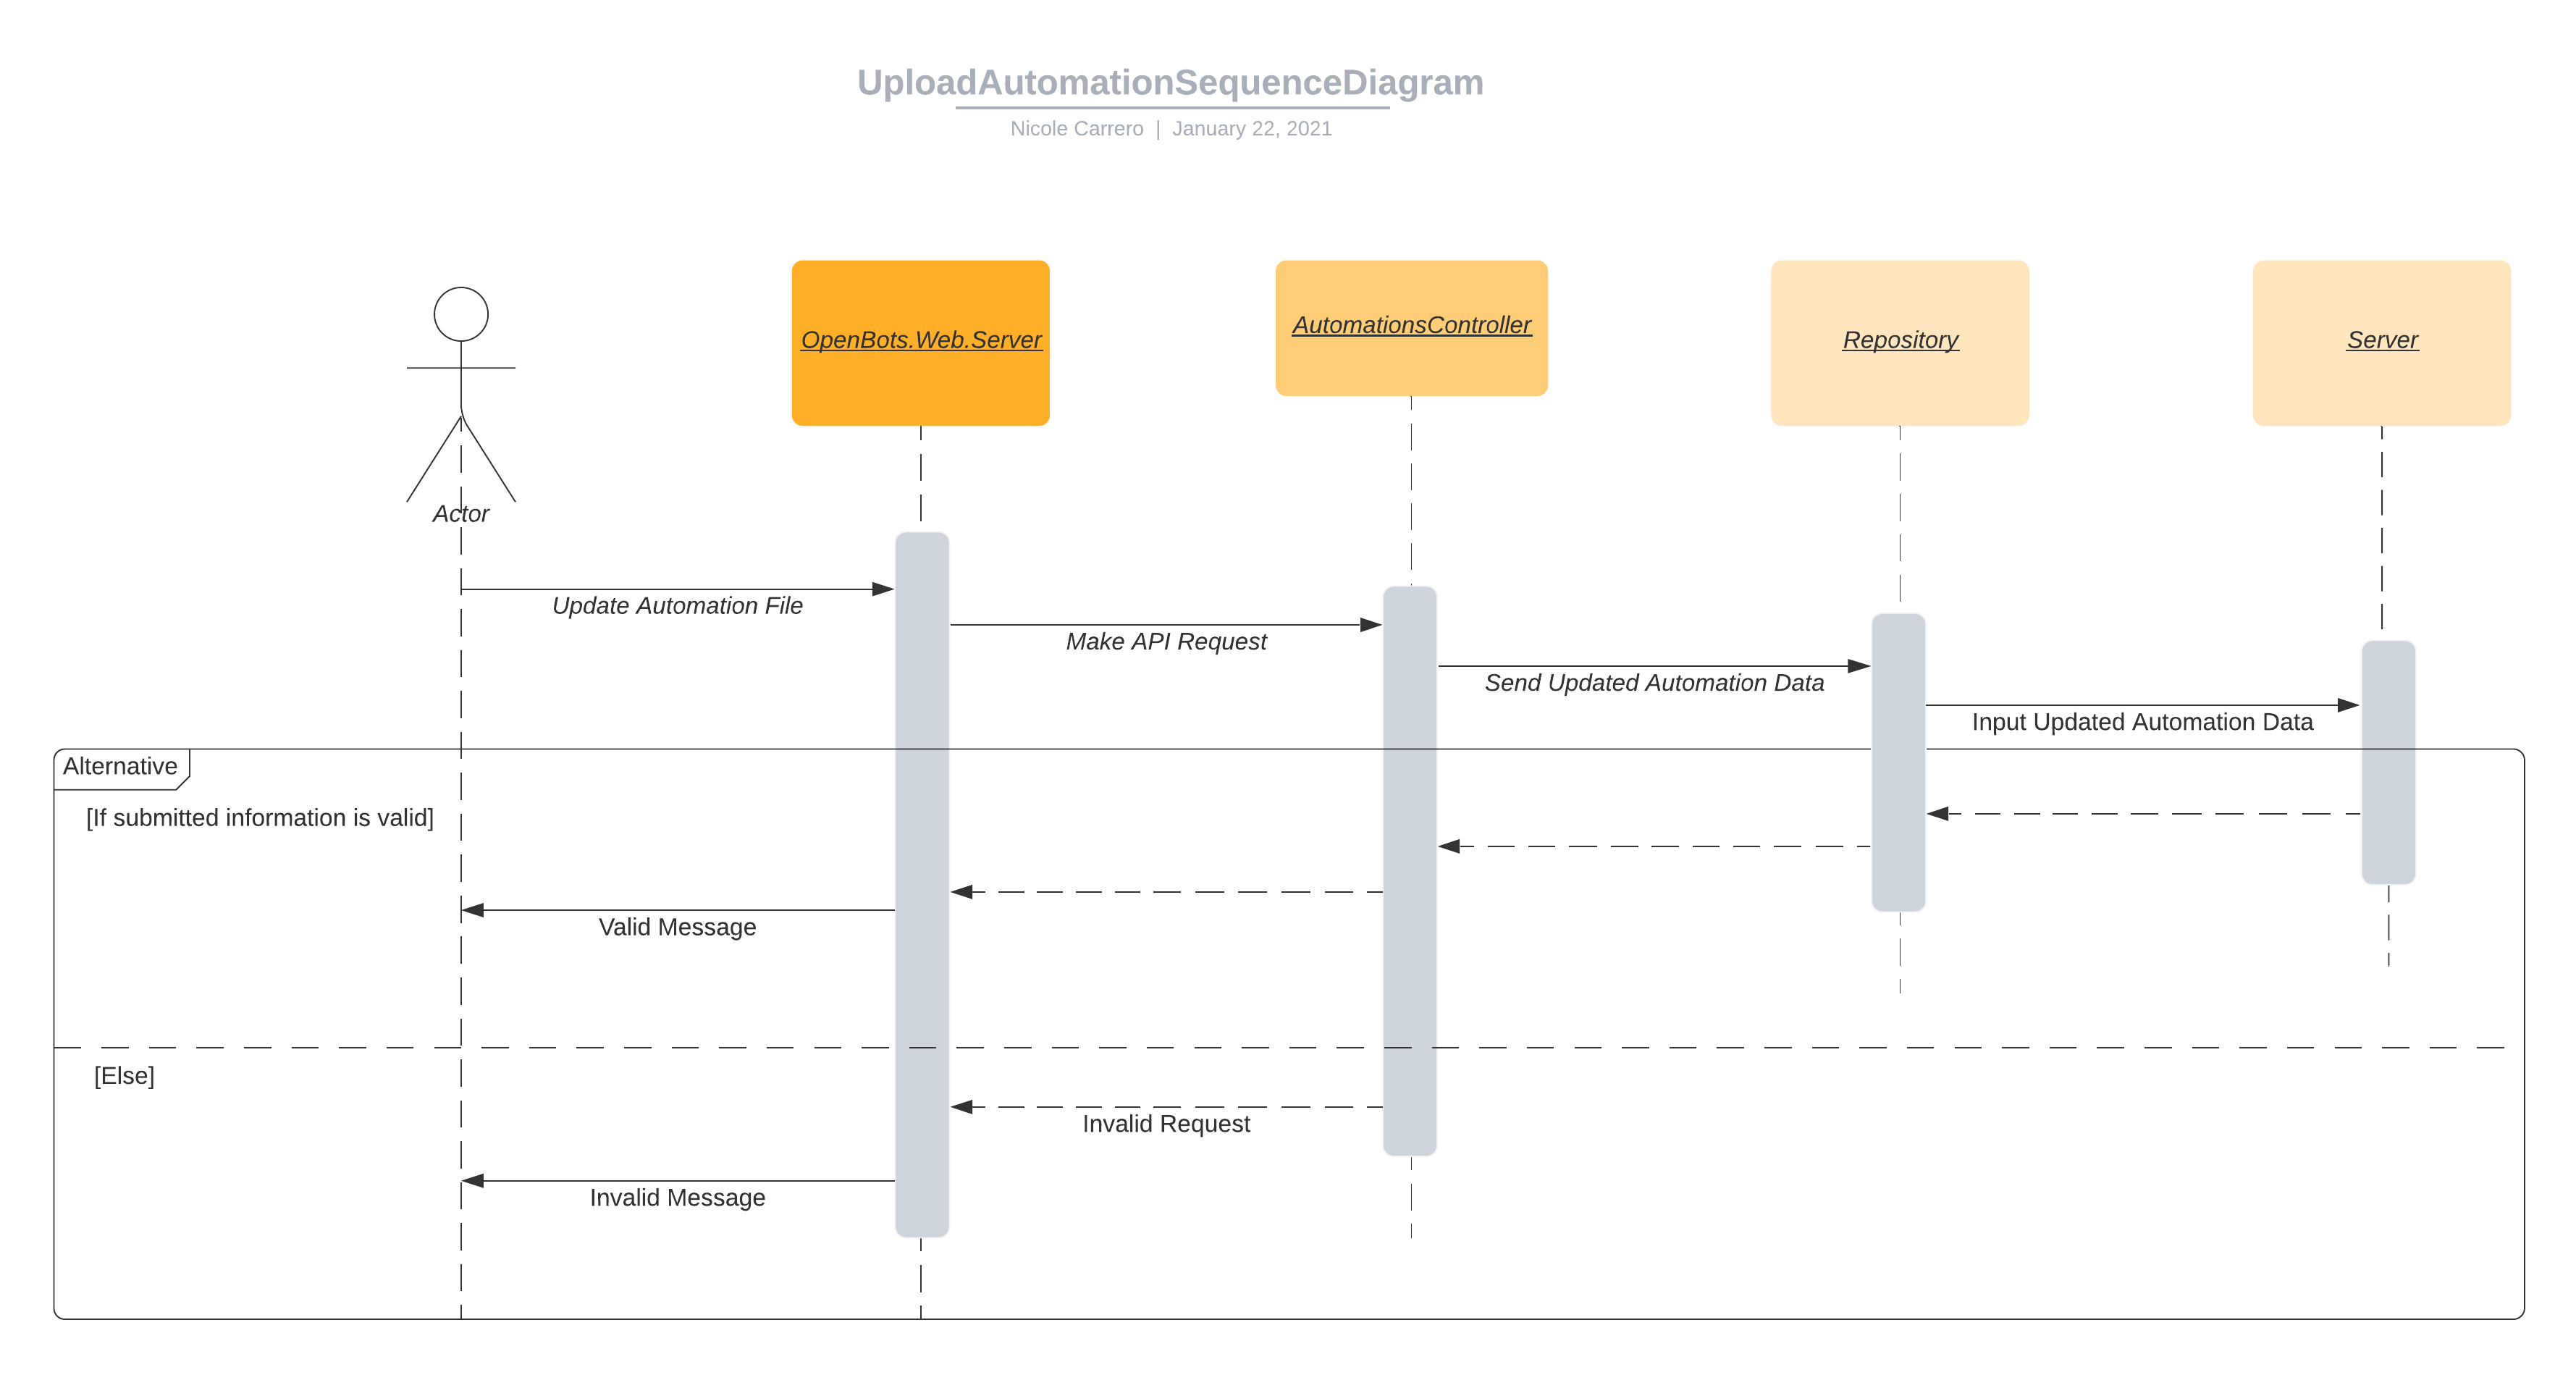 UploadAutomationSequenceDiagram
Nicole Carrero | January 22, 2021
OpenBots.Web.Server
AutomationsController
Repository
Server
Actor
Update Automation File
Make API Request
Send Updated Automation Data
Input Updated Automation Data
Alternative
[If submitted information is valid]
Valid Message
[Else]
Invalid Request
Invalid Message